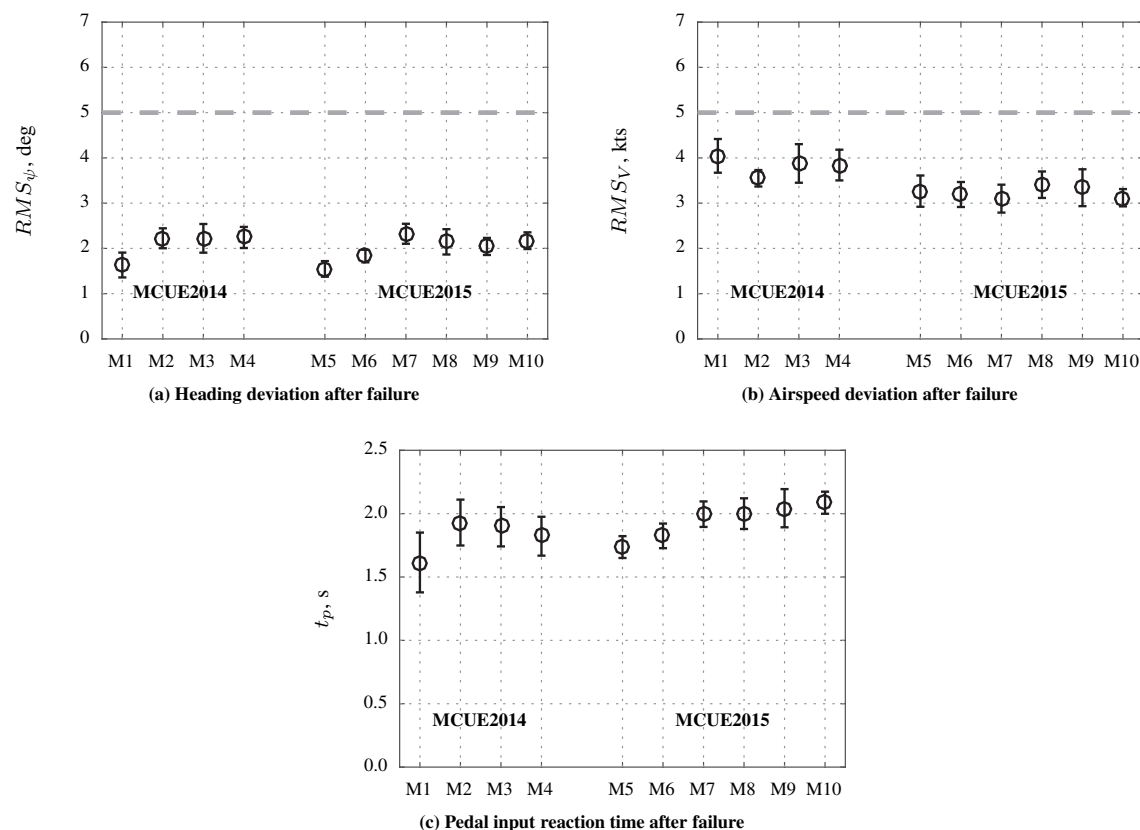 7
6
5
4
3
2
1
0
RMS_ψ, deg
MCUE2014 MCUE2015
M1 M2 M3 M4 M5 M6 M7 M8 M9 M10
(a) Heading deviation after failure
7
6
5
4
3
2
1
0
RMS_V, kts
MCUE2014 MCUE2015
M1 M2 M3 M4 M5 M6 M7 M8 M9 M10
(b) Airspeed deviation after failure
2.5
2.0
1.5
1.0
0.5
0.0
t_p, s
MCUE2014 MCUE2015
M1 M2 M3 M4 M5 M6 M7 M8 M9 M10
(c) Pedal input reaction time after failure